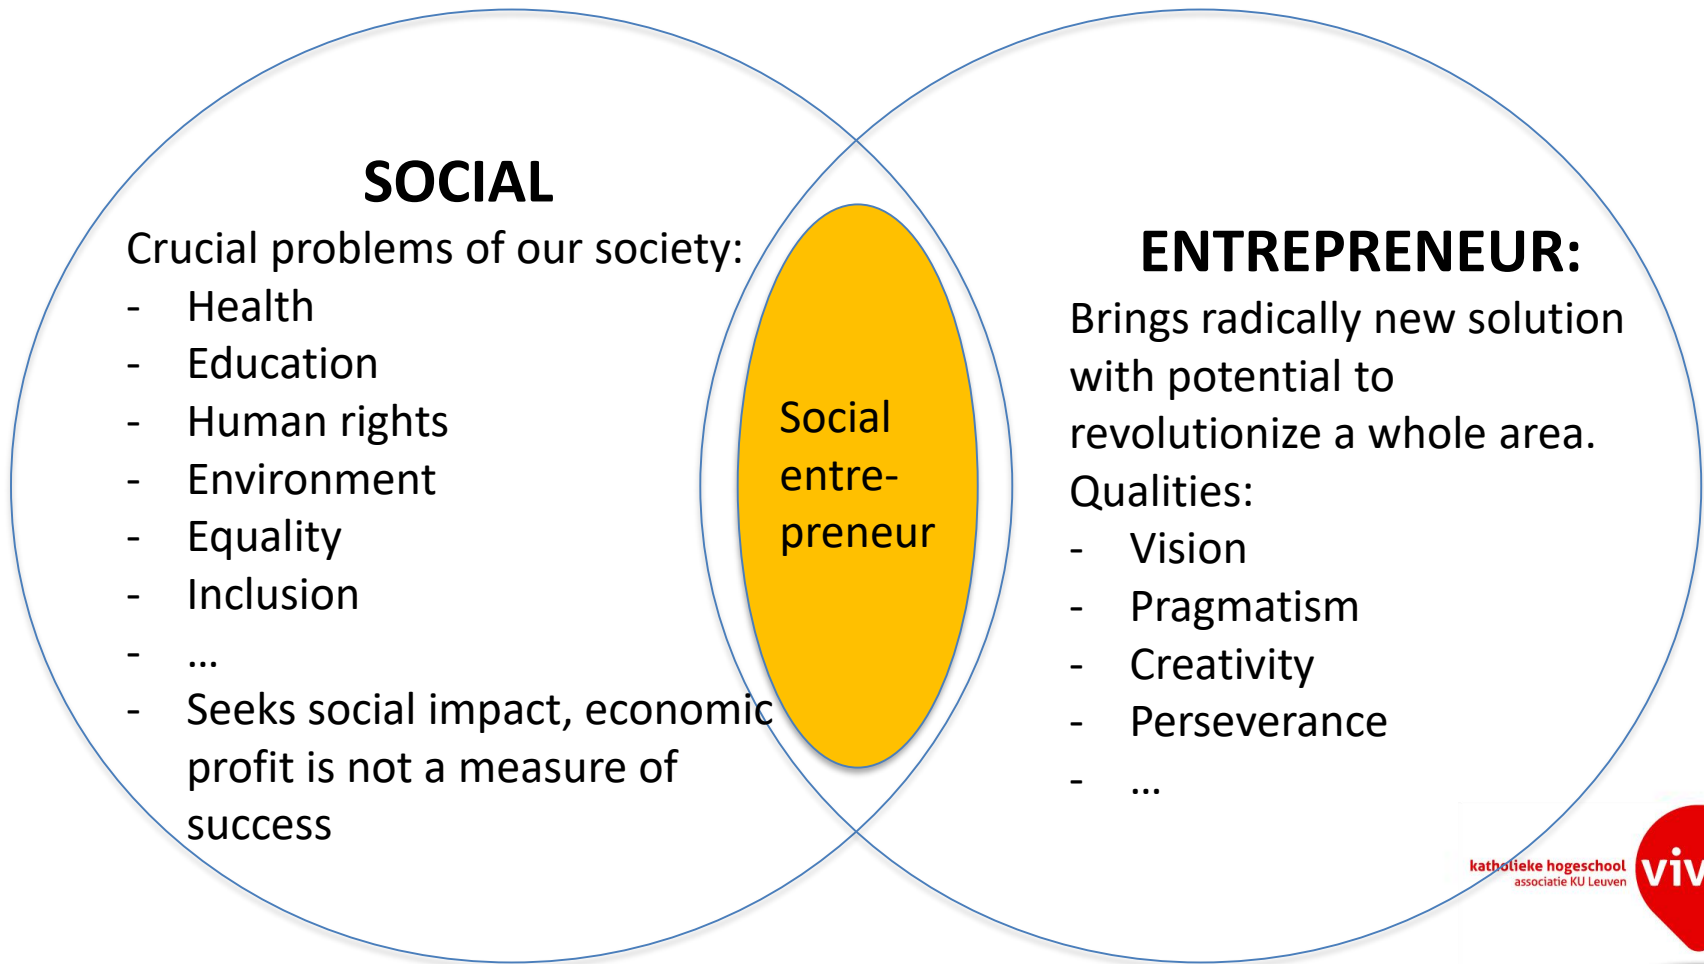 SOCIAL
Crucial problems of our society:
- Health
- Education
- Human rights
- Environment
- Equality
- Inclusion
- …
- Seeks social impact, economic
profit is not a measure of
success
Social
entre-
preneur
ENTREPRENEUR:
Brings radically new solution
with potential to
revolutionize a whole area.
Qualities:
- Vision
- Pragmatism
- Creativity
- Perseverance
- …
katholieke hogeschool
associatie KU Leuven